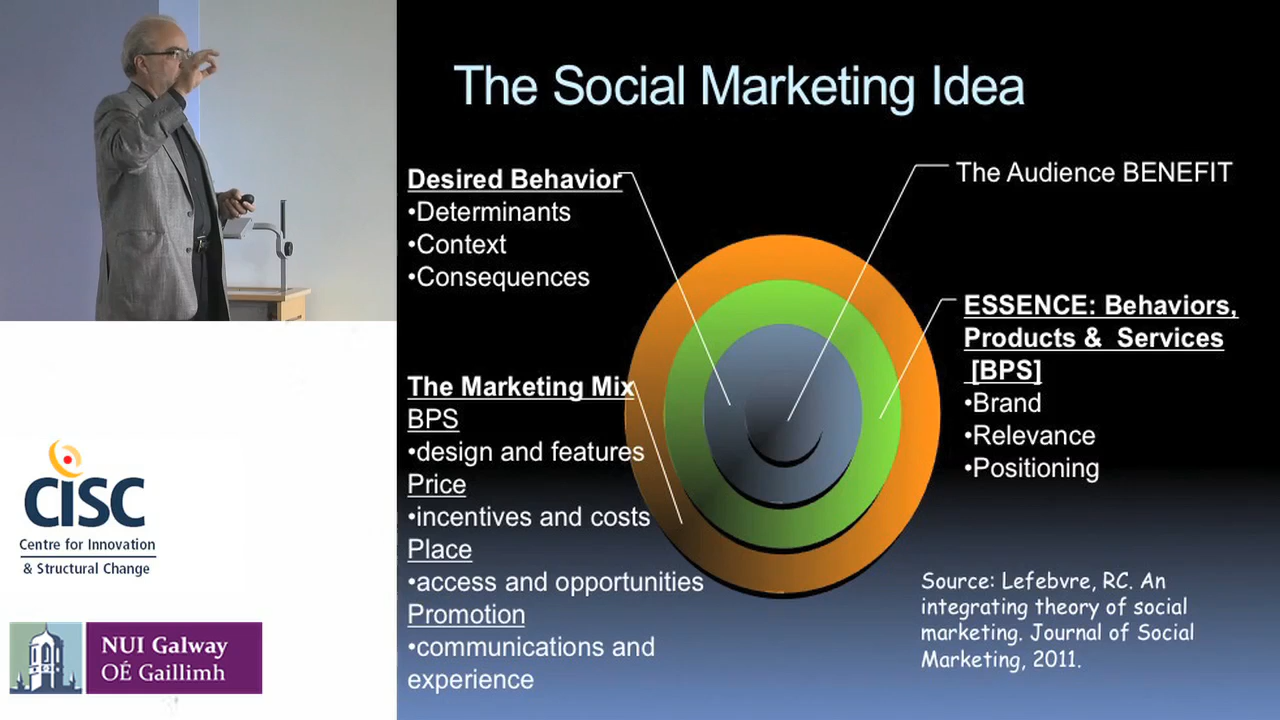 The Social Marketing Idea
Desired Behavior
•Determinants
•Context
•Consequences
The Audience BENEFIT
ESSENCE: Behaviors,
Products & Services
[BPS]
•Brand
•Relevance
•Positioning
The Marketing Mix
BPS
•design and features
Price
•incentives and costs
Place
•access and opportunities
Promotion
•communications and
experience
Source: Lefebvre, RC. An
integrating theory of social
marketing. Journal of Social
Marketing, 2011.
CISC
Centre for Innovation
& Structural Change
NUI Galway
OÉ Gaillimh